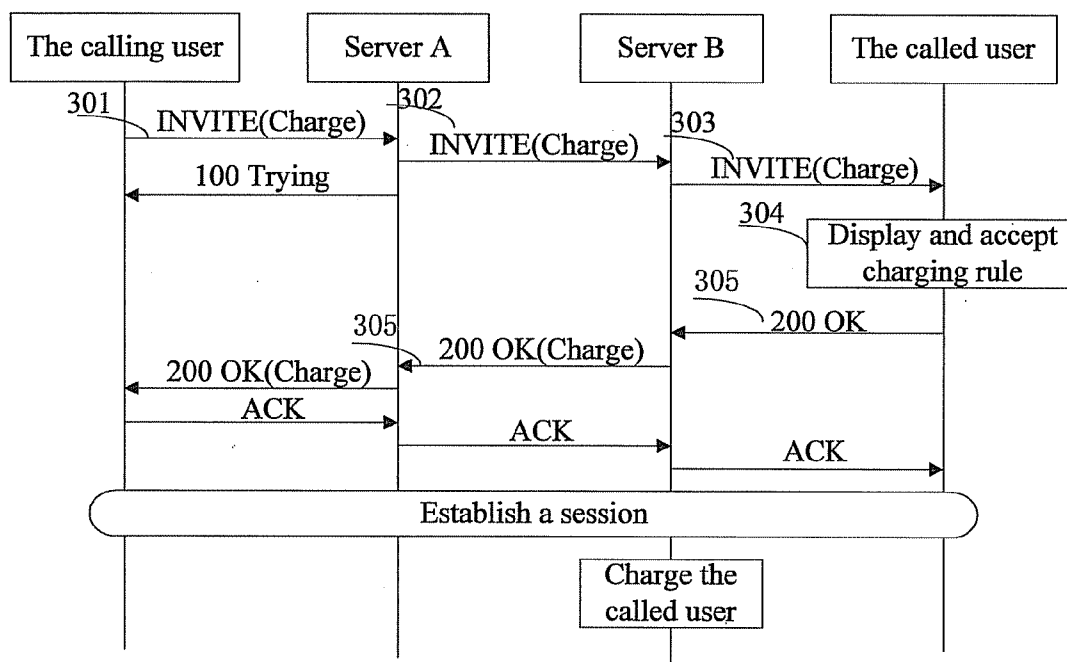 The calling user
Server A
Server B
The called user
301
INVITE(Charge)
302
INVITE(Charge)
303
INVITE(Charge)
100 Trying
304
Display and accept
charging rule
305
200 OK
305
200 OK(Charge)
200 OK(Charge)
ACK
ACK
ACK
Establish a session
Charge the
called user